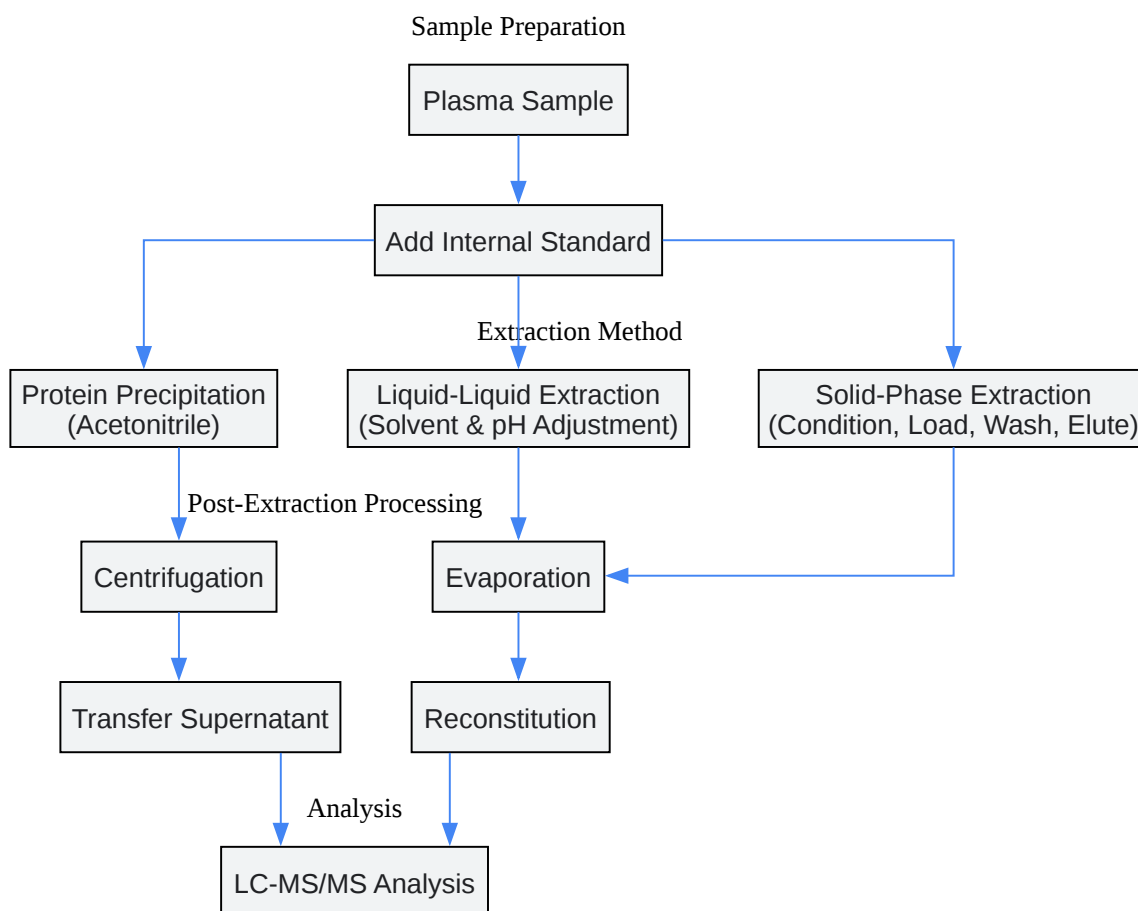 Sample Preparation
Plasma Sample
Add Internal Standard
Extraction Method
Protein Precipitation
(Acetonitrile)
Liquid-Liquid Extraction
(Solvent & pH Adjustment)
Solid-Phase Extraction
(Condition, Load, Wash, Elute)
Post-Extraction Processing
Centrifugation
Evaporation
Transfer Supernatant
Reconstitution
Analysis
LC-MS/MS Analysis